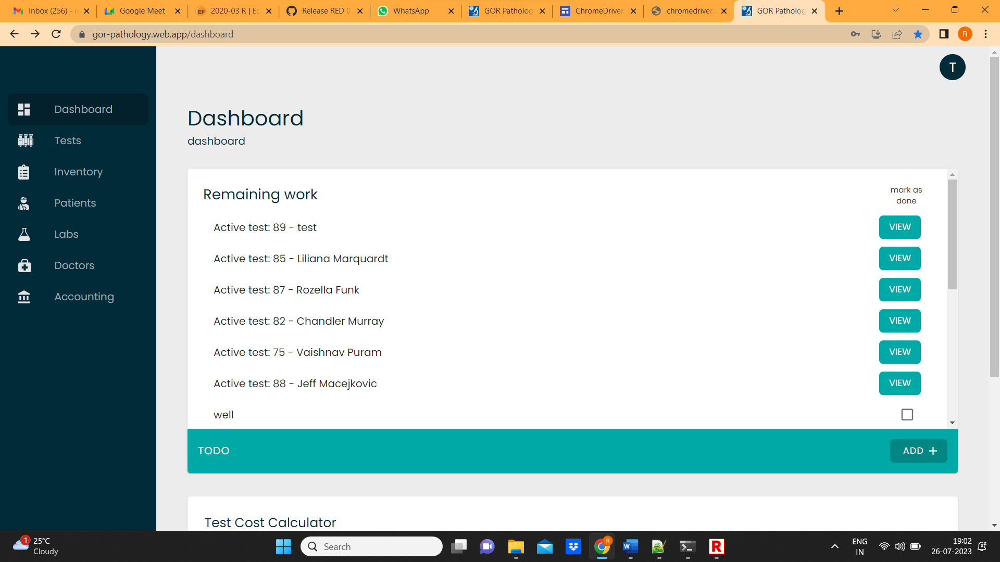 Inbox (256) - n
Google Meet
2020-03 R | Ec
Release RED 0
WhatsApp
GOR Patholog
ChromeDriver
chromedriver.
GOR Patholog
gor-pathology.web.app/dashboard
R
T
Dashboard
Tests
Inventory
Patients
Labs
Doctors
Accounting
Dashboard
dashboard
Remaining work
mark as
done
Active test: 89 - test
VIEW
Active test: 85 - Liliana Marquardt
VIEW
Active test: 87 - Rozella Funk
VIEW
Active test: 82 - Chandler Murray
VIEW
Active test: 75 - Vaishnav Puram
VIEW
Active test: 88 - Jeff Macejkovic
VIEW
well
TODO
ADD +
Test Cost Calculator
1
25°C
Cloudy
Search
R
W
R
ENG
IN
19:02
26-07-2023